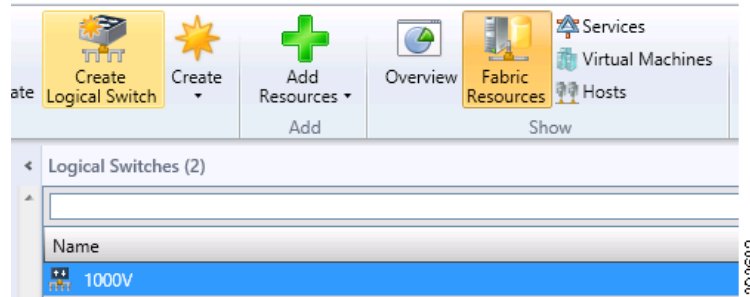 ate
Create
Logical Switch
Create
Add
Resources
Add
Overview
Fabric
Resources
Services
Virtual Machines
Hosts
Show
Logical Switches (2)
Name
1000V